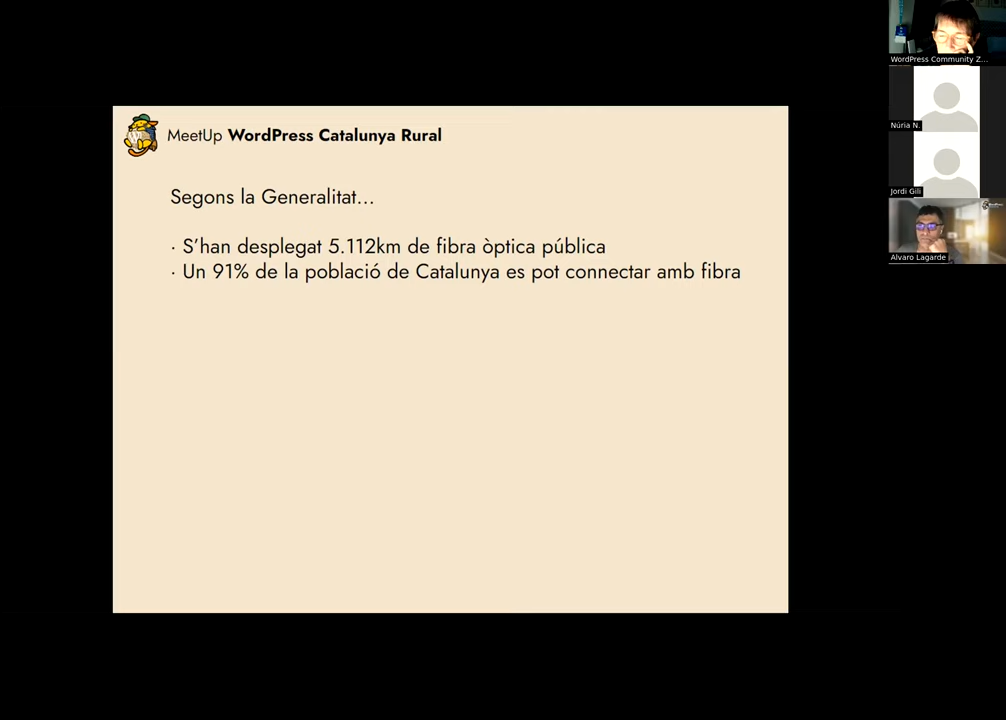 MeetUp WordPress Catalunya Rural
Segons la Generalitat...
· S'han desplegat 5.112km de fibra òptica pública
· Un 91% de la població de Catalunya es pot connectar amb fibra
WordPress Community Z...
Núria N.
Jordi Gili
Alvaro Lagarde